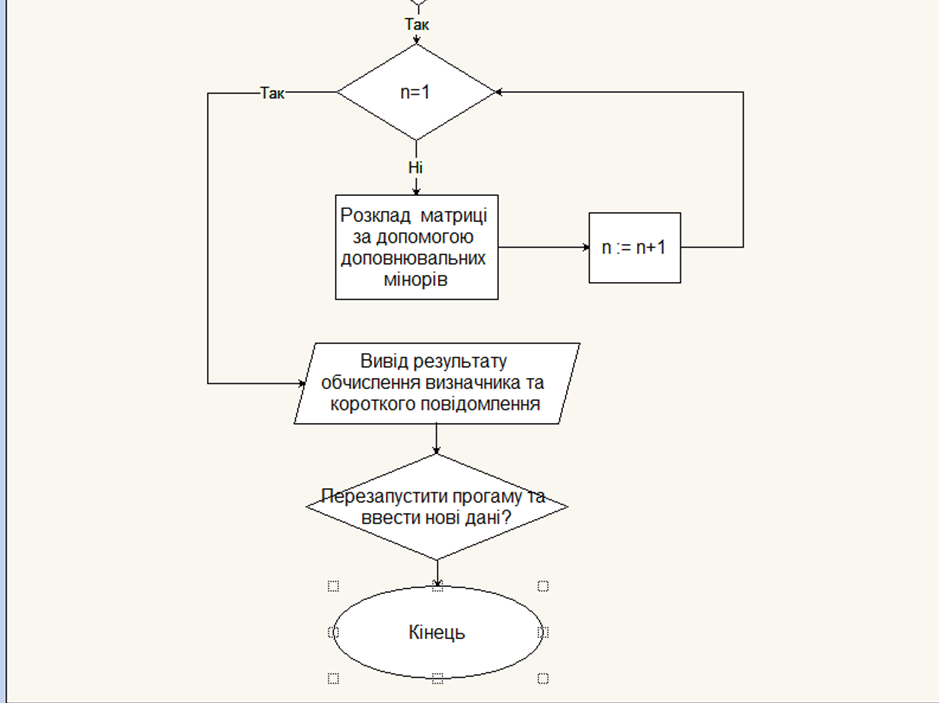 Так
n=1
Так
Ні
Розклад матриці
за допомогою
доповнювальних
мінорів
n := n+1
Вивід результату
обчислення визначника та
короткого повідомлення
Перезапустити прогаму та
ввести нові дані?
Кінець